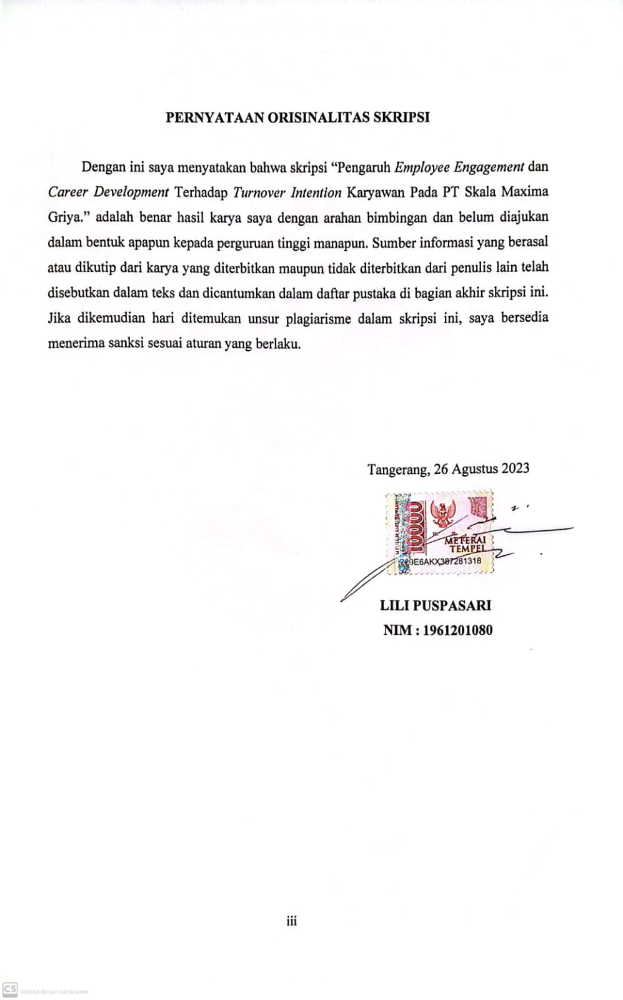 PERNYATAAN ORISINALITAS SKRIPSI
Dengan ini saya menyatakan bahwa skripsi “Pengaruh Employee Engagement dan
Career Development Terhadap Turnover Intention Karyawan Pada PT Skala Maxima
Griya.” adalah benar hasil karya saya dengan arahan bimbingan dan belum diajukan
dalam bentuk apapun kepada perguruan tinggi manapun. Sumber informasi yang berasal
atau dikutip dari karya yang diterbitkan maupun tidak diterbitkan dari penulis lain telah
disebutkan dalam teks dan dicantumkan dalam daftar pustaka di bagian akhir skripsi ini.
Jika dikemudian hari ditemukan unsur plagiarisme dalam skripsi ini, saya bersedia
menerima sanksi sesuai aturan yang berlaku.
Tangerang, 26 Agustus 2023
10000
METERAI
TEMPEL
9E6AKX387281318
LILI PUSPASARI
NIM : 1961201080
iii
CS Dipindai dengan CamScanner